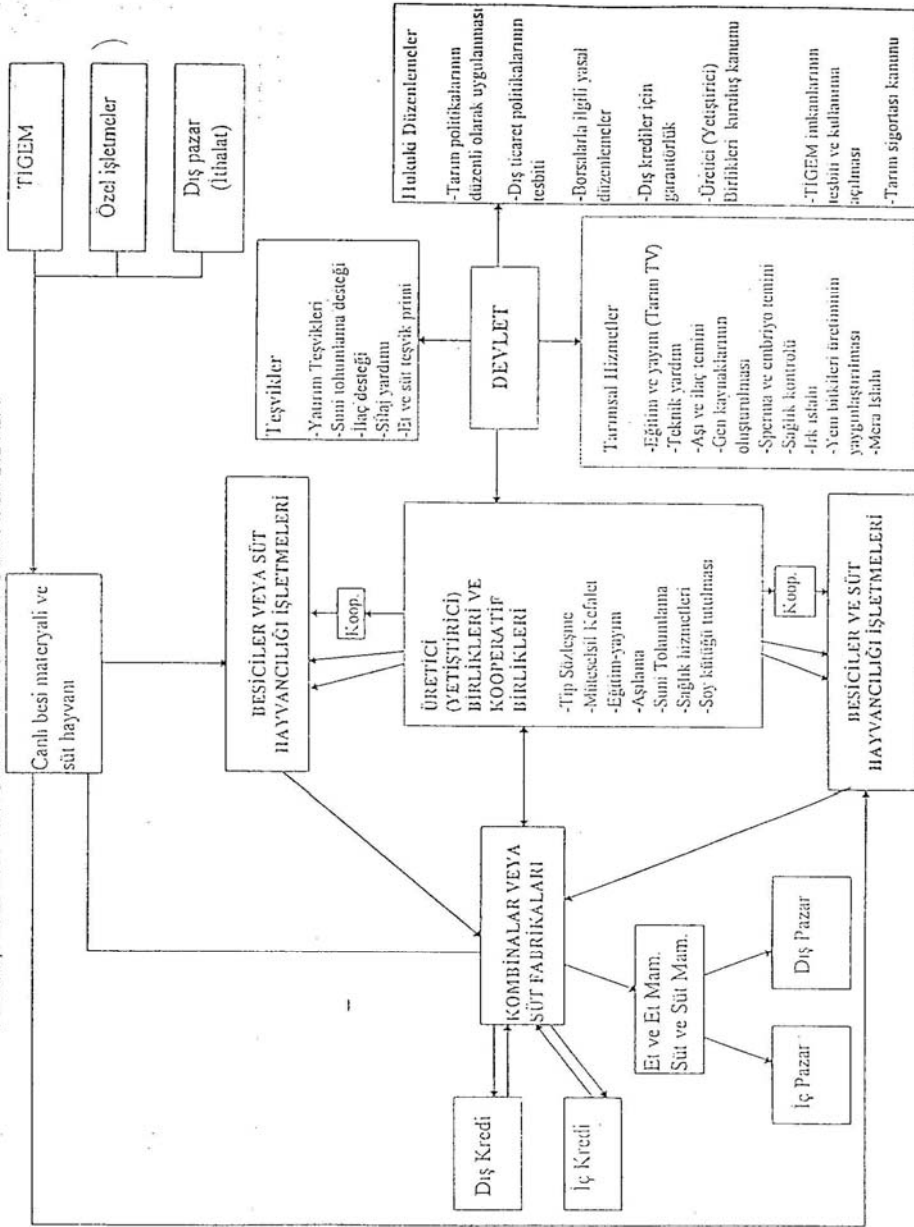 TİGEM
Özel işletmeler
Dış pazar
(İthalat)
Canlı besi materyali ve
süt hayvanı
Teşvikler
-Yatırım Teşvikleri
-Suni tohumlama desteği
-İlaç desteği
-Silaj yardımı
-Et ve süt teşvik primi
Hukuki Düzenlemeler
-Tarım politikalarının
düzenli olarak uygulanması
-Dış ticaret politikalarının
tesbiti
-Borsalarla ilgili yasal
düzenlemeler
-Dış krediler için
garantörlük
-Üretici (Yetiştirici)
Birlikleri kuruluş kanunu
-TİGEM imkanlarının
tesbiti ve kullanıma
açılması
-Tarım sigortası kanunu
DEVLET
Tarımsal Hizmetler
-Eğitim ve yayım (Tarım TV)
-Teknik yardım
-Aşı ve ilaç temini
-Gen kaynaklarının
oluşturulması
-Sperma ve embriyo temini
-Sağlık kontrolü
-Irk ıslahı
-Yem bitkileri üretiminin
yaygınlaştırılması
-Mera Islahı
BESİCİLER VEYA SÜT
HAYVANCILIĞI İŞLETMELERİ
Koop.
ÜRETİCİ
(YETİŞTİRİCİ)
BİRLİKLERİ VE
KOOPERATİF
BİRLİKLERİ
-Tip Sözleşme
-Müteselsil Kefalet
-Eğitim-yayım
-Aşılama
-Suni Tohumlama
-Sağlık hizmetleri
-Soy kütüğü tutulması
Koop.
BESİCİLER VE SÜT
HAYVANCILIĞI İŞLETMELERİ
KOMBİNALAR VEYA
SÜT FABRİKALARI
Dış Kredi
İç Kredi
Et ve Et Mam.
Süt ve Süt Mam.
İç Pazar
Dış Pazar